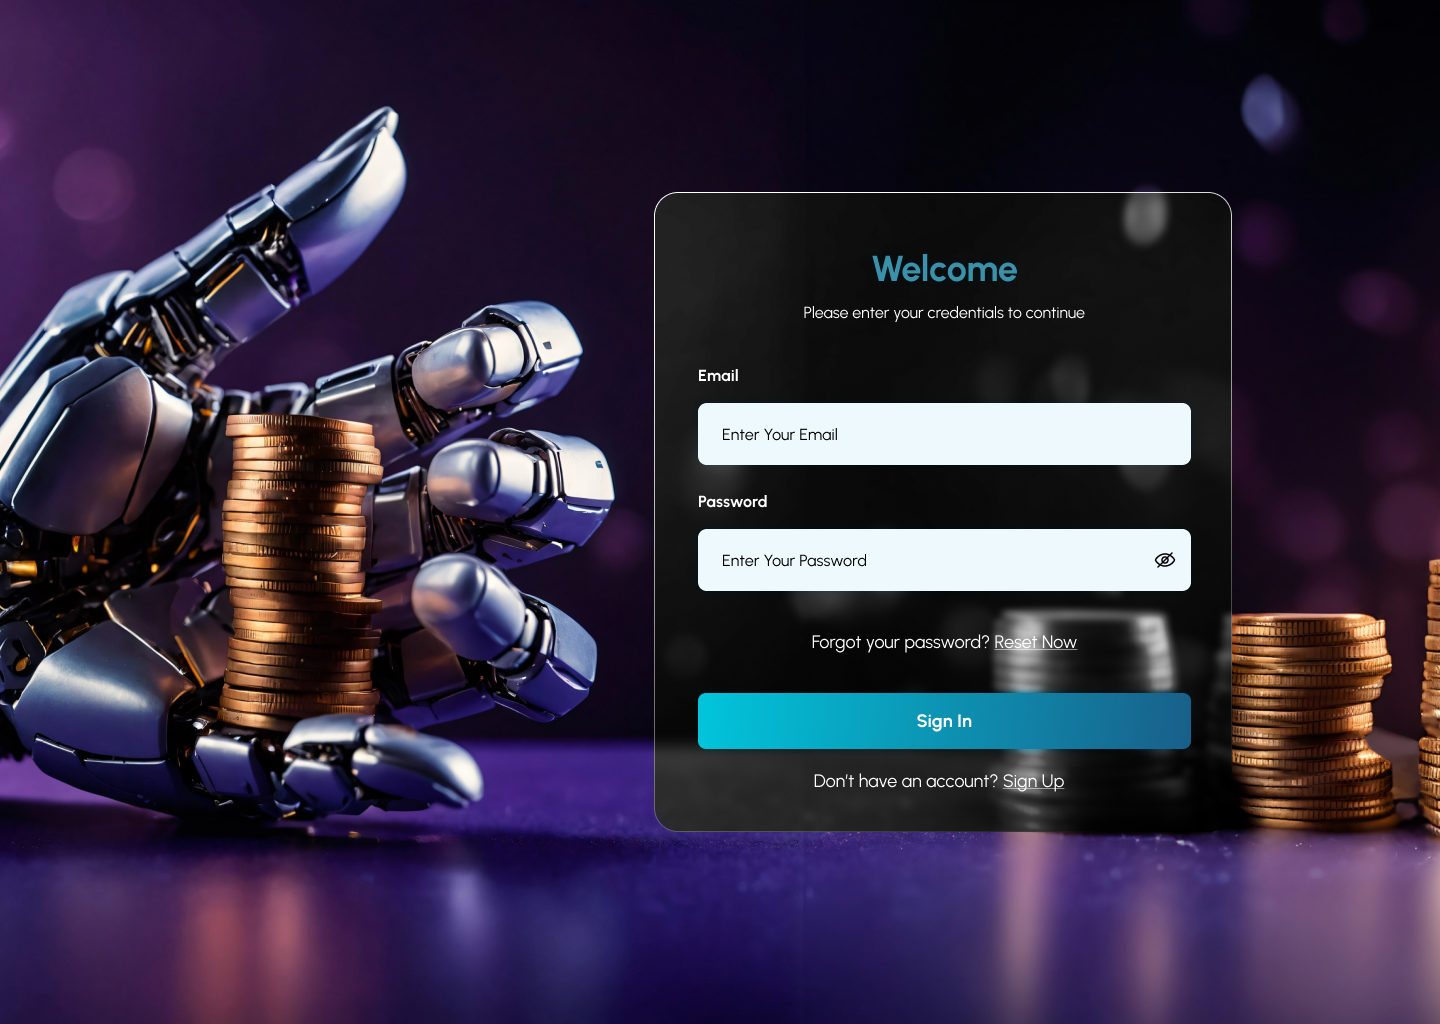 Welcome
Please enter your credentials to continue
Email
Enter Your Email
Password
Enter Your Password
Forgot your password? Reset Now
Sign In
Don’t have an account? Sign Up